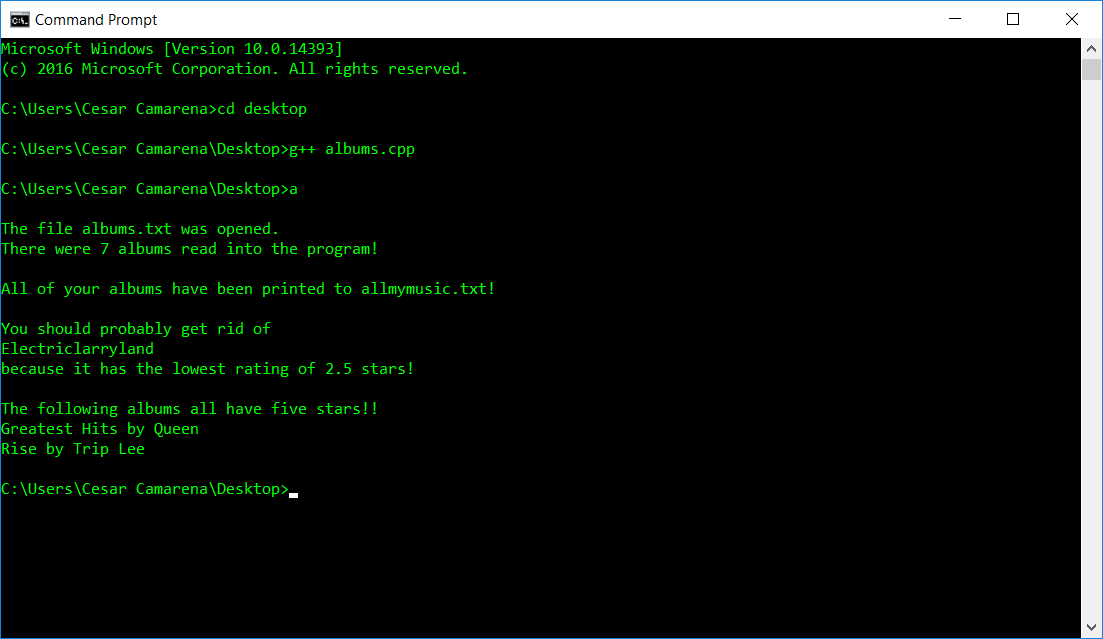 Command Prompt
Microsoft Windows [Version 10.0.14393]
(c) 2016 Microsoft Corporation. All rights reserved.
C:\Users\Cesar Camarena>cd desktop
C:\Users\Cesar Camarena\Desktop>g++ albums.cpp
C:\Users\Cesar Camarena\Desktop>a
The file albums.txt was opened.
There were 7 albums read into the program!
All of your albums have been printed to allmymusic.txt!
You should probably get rid of
Electriclarryland
because it has the lowest rating of 2.5 stars!
The following albums all have five stars!!
Greatest Hits by Queen
Rise by Trip Lee
C:\Users\Cesar Camarena\Desktop>